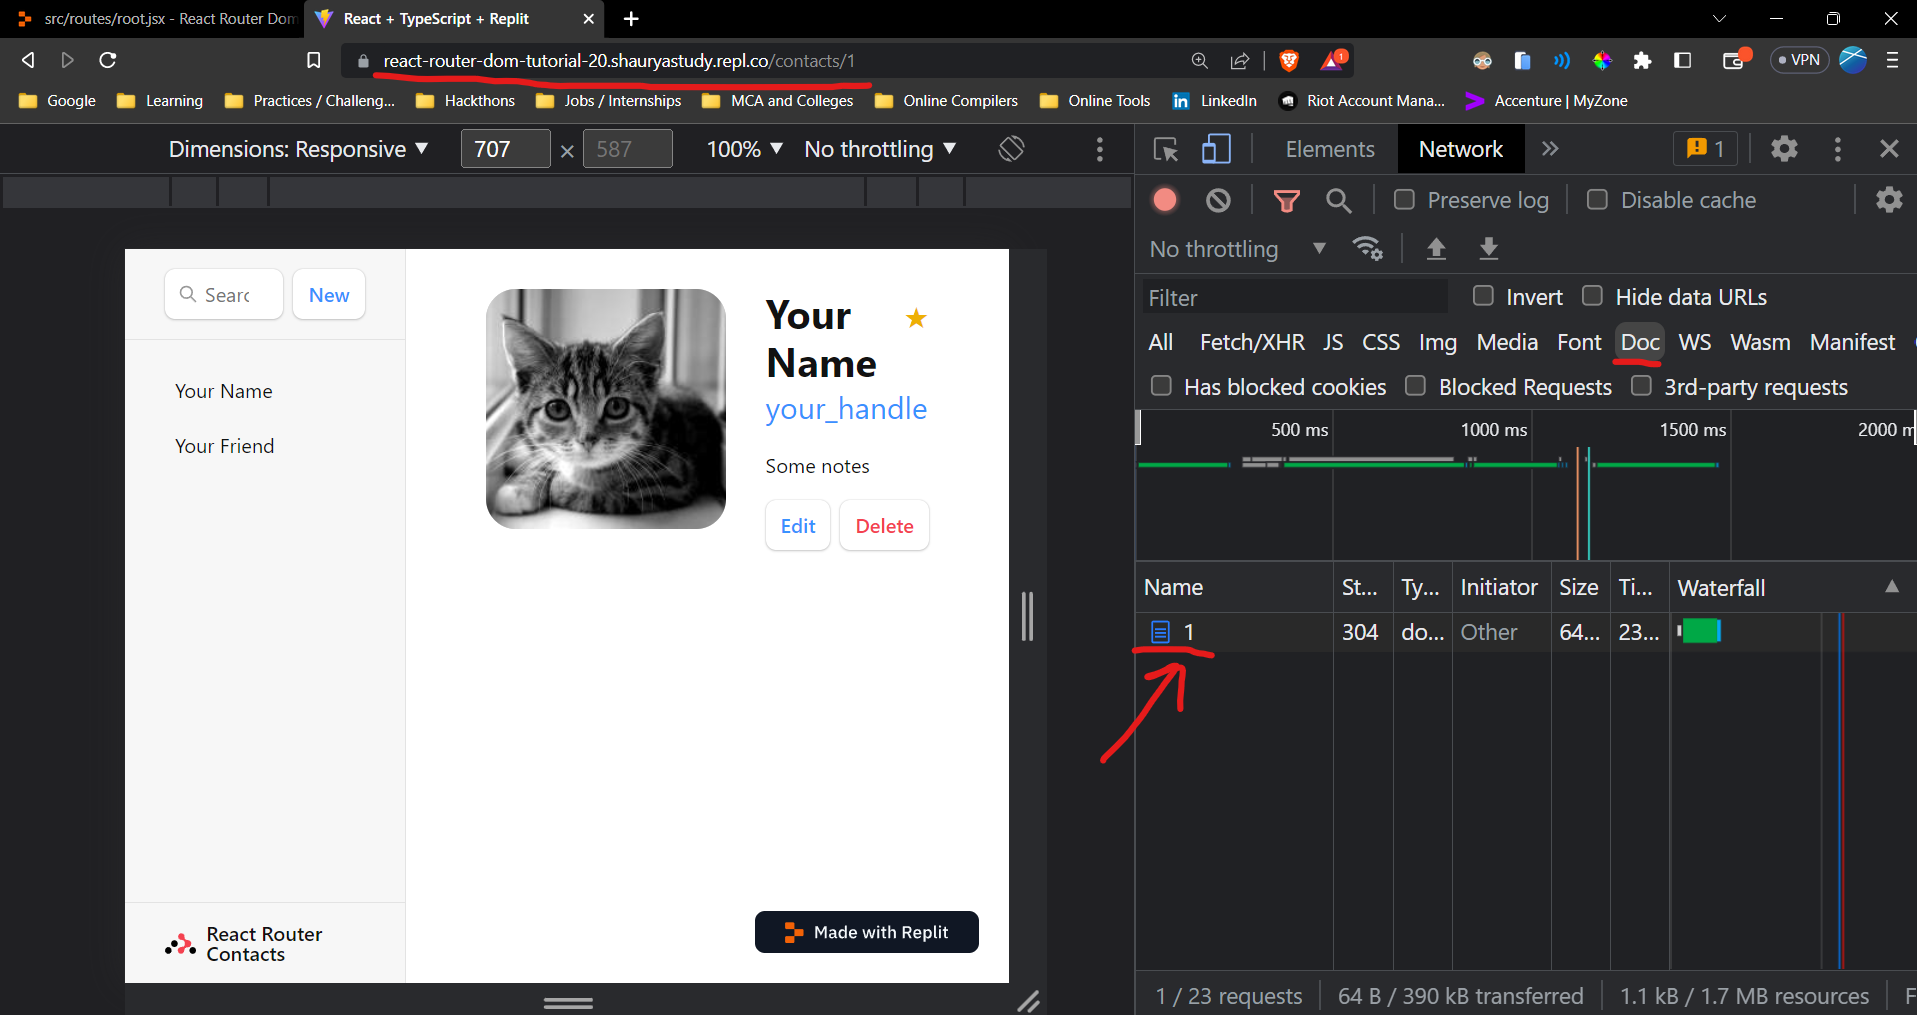 src/routes/root.jsx - React Router Dom
React + TypeScript + Replit
react-router-dom-tutorial-20.shauryastudy.repl.co/contacts/1
1
VPN
Google
Learning
Practices / Challeng...
Hackthons
Jobs / Internships
MCA and Colleges
Online Compilers
Online Tools
LinkedIn
Riot Account Mana...
Accenture | MyZone
Dimensions: Responsive
707 × 587
100%
No throttling
Elements
Network
1
Preserve log
Disable cache
No throttling
Filter
Invert
Hide data URLs
All Fetch/XHR JS CSS Img Media Font Doc WS Wasm Manifest
Has blocked cookies
Blocked Requests
3rd-party requests
500 ms 1000 ms 1500 ms 2000 m
Name St... Ty... Initiator Size Ti... Waterfall
1 304 do... Other 64... 23...
1 / 23 requests 64 B / 390 kB transferred 1.1 kB / 1.7 MB resources F
Searc
New
Your Name
Your Friend
React Router
Contacts
Your
Name
your_handle
Some notes
Edit
Delete
Made with Replit